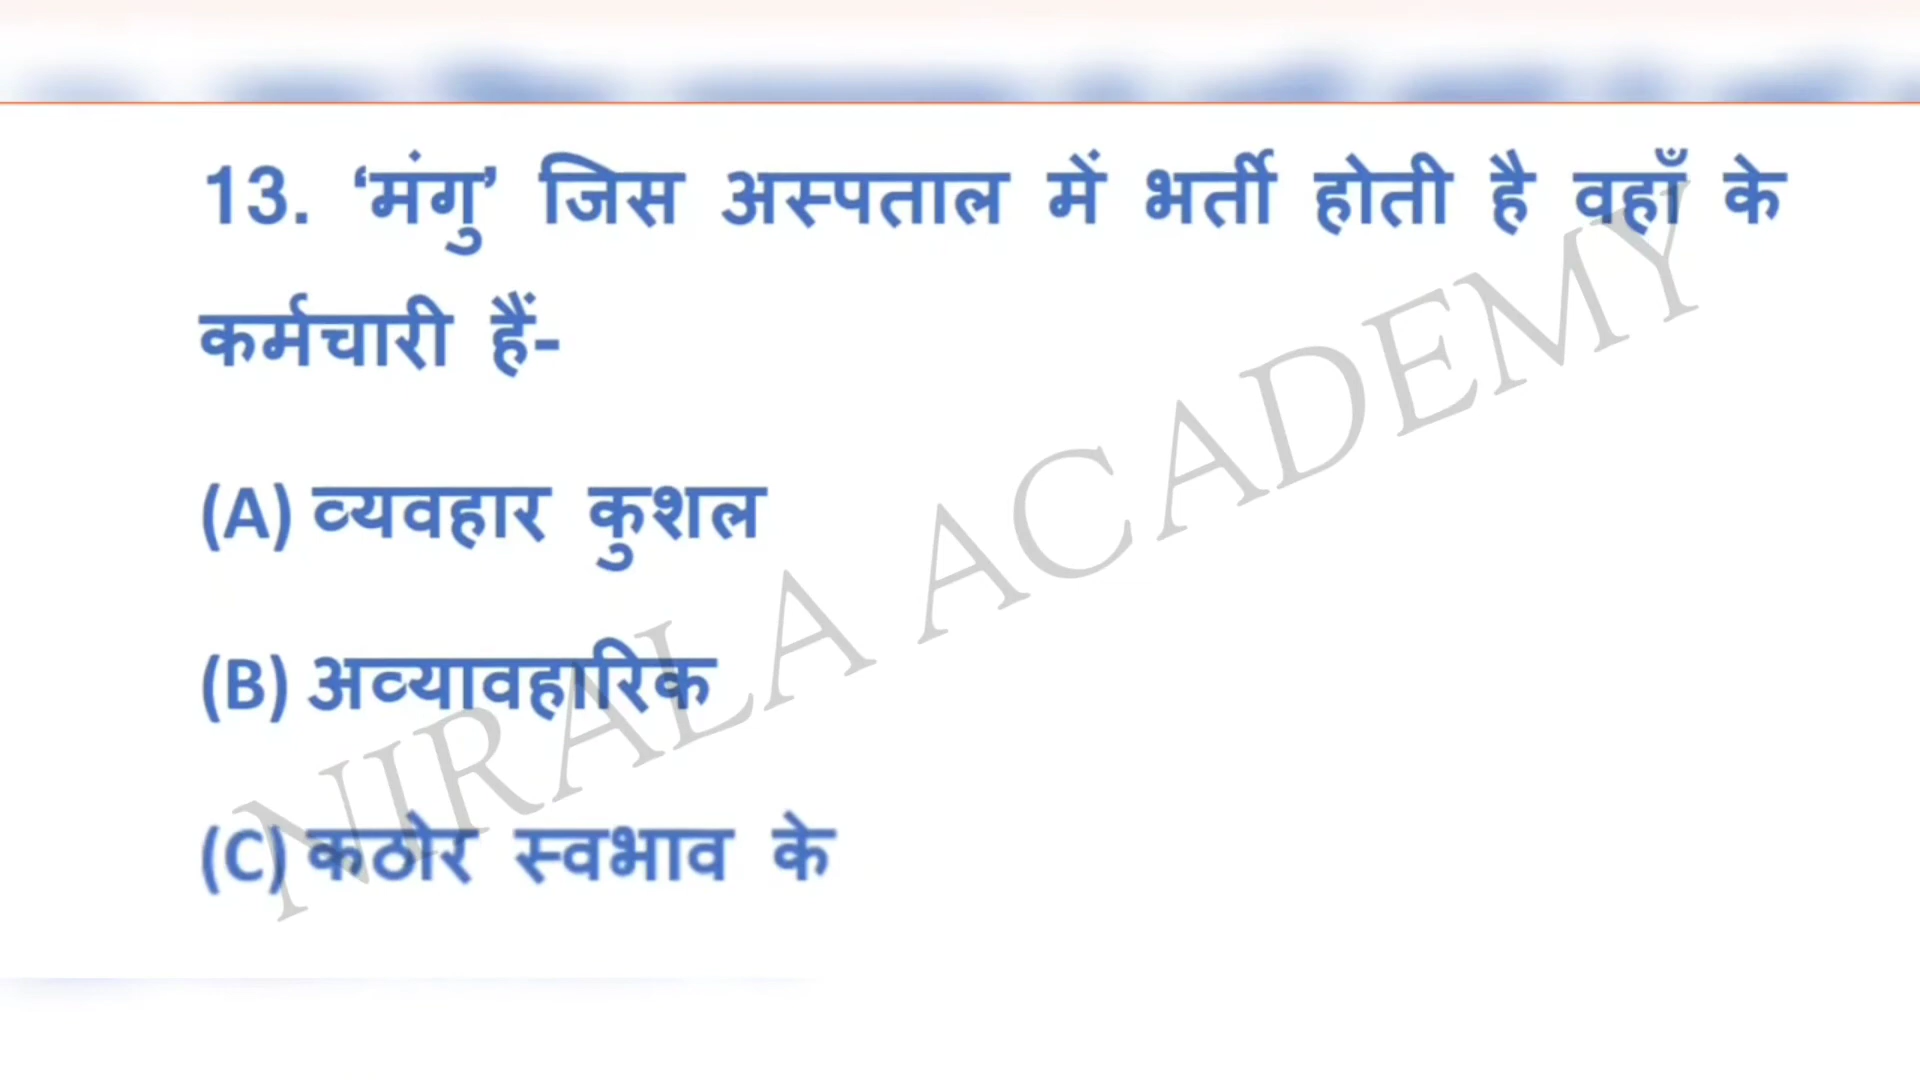 13. ‘मंगु’ जिस अस्पताल में भर्ती होती है वहाँ के
कर्मचारी हैं-
(A) व्यवहार कुशल
(B) अव्यावहारिक
(C) कठोर स्वभाव के
NIRALA ACADEMY